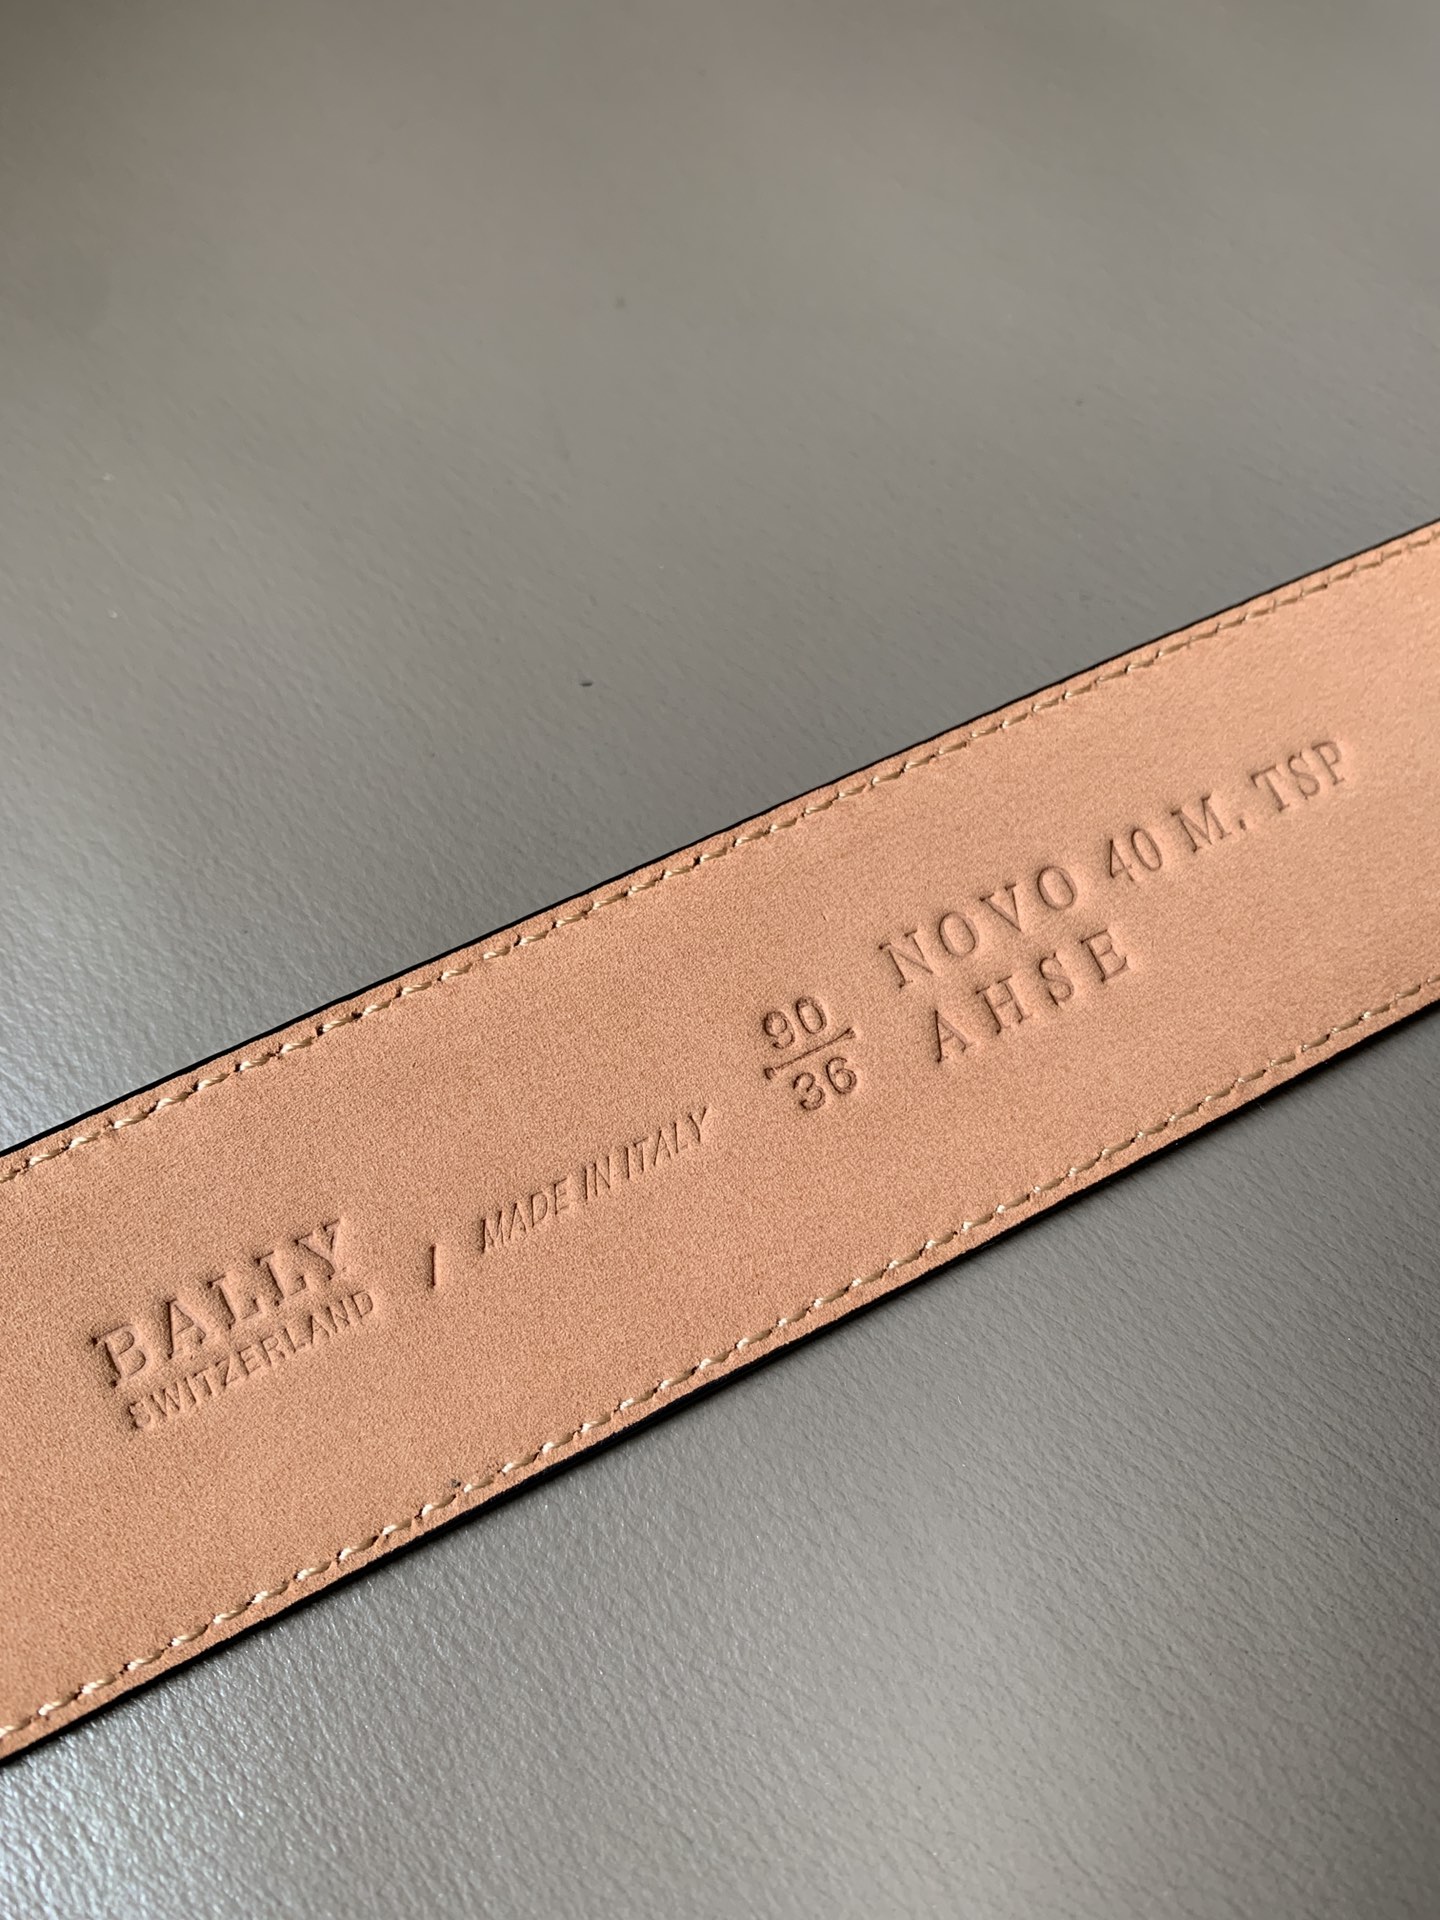 BALLY
SWITZERLAND
/ MADE IN ITALY
90
36
NOVO 40 M. TSP
AHSE